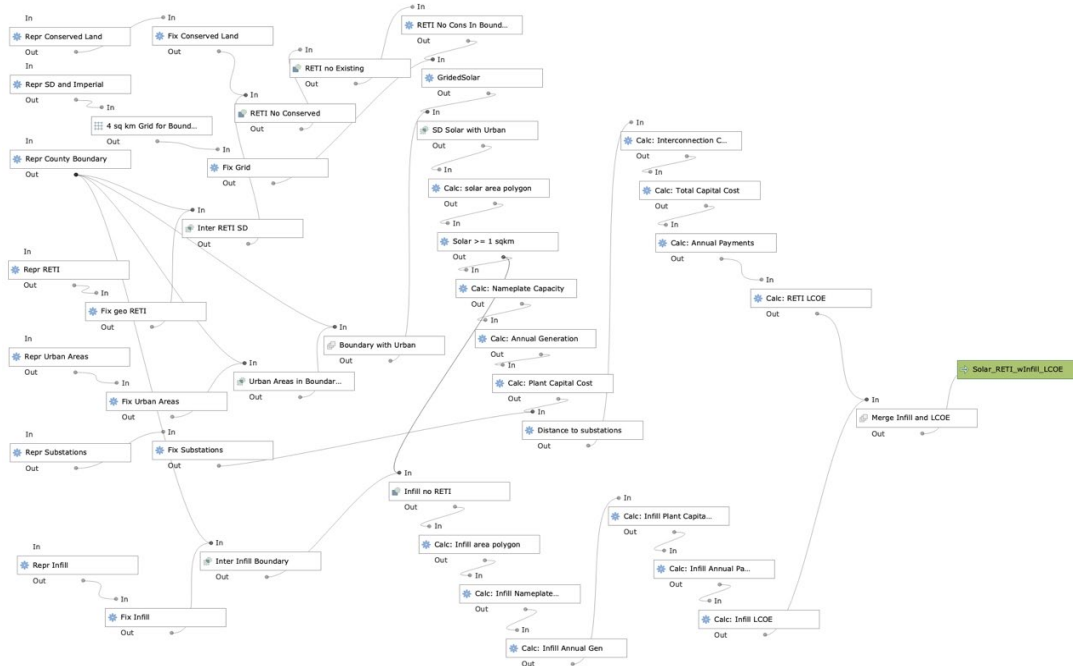 In
Repr Conserved Land
Out
In
Fix Conserved Land
Out
In
RETI No Cons In Bound...
Out
In
RETI no Existing
Out
In
GridedSolar
Out
In
Repr SD and Imperial
Out
In
RETI No Conserved
Out
In
4 sq km Grid for Bound...
Out
In
SD Solar with Urban
Out
In
Calc: Interconnection C...
Out
In
Repr County Boundary
Out
In
Fix Grid
Out
In
Calc: solar area polygon
Out
In
Calc: Total Capital Cost
Out
In
Inter RETI SD
Out
In
Solar >= 1 sqkm
Out
In
Calc: Annual Payments
Out
In
Repr RETI
Out
In
Calc: Nameplate Capacity
Out
In
Calc: RETI LCOE
Out
In
Fix geo RETI
Out
In
Boundary with Urban
Out
In
Calc: Annual Generation
Out
In
Repr Urban Areas
Out
In
Urban Areas in Boundar...
Out
In
Calc: Plant Capital Cost
Out
Solar_RETI_wInfill_LCOE
In
Fix Urban Areas
Out
In
Distance to substations
Out
In
Merge Infill and LCOE
Out
In
Repr Substations
Out
In
Fix Substations
Out
In
Infill no RETI
Out
In
Calc: Infill Plant Capita...
Out
In
Calc: Infill area polygon
Out
In
Repr Infill
Out
In
Inter Infill Boundary
Out
In
Calc: Infill Annual Pa...
Out
In
Calc: Infill Nameplate...
Out
In
Fix Infill
Out
In
Calc: Infill LCOE
Out
In
Calc: Infill Annual Gen
Out